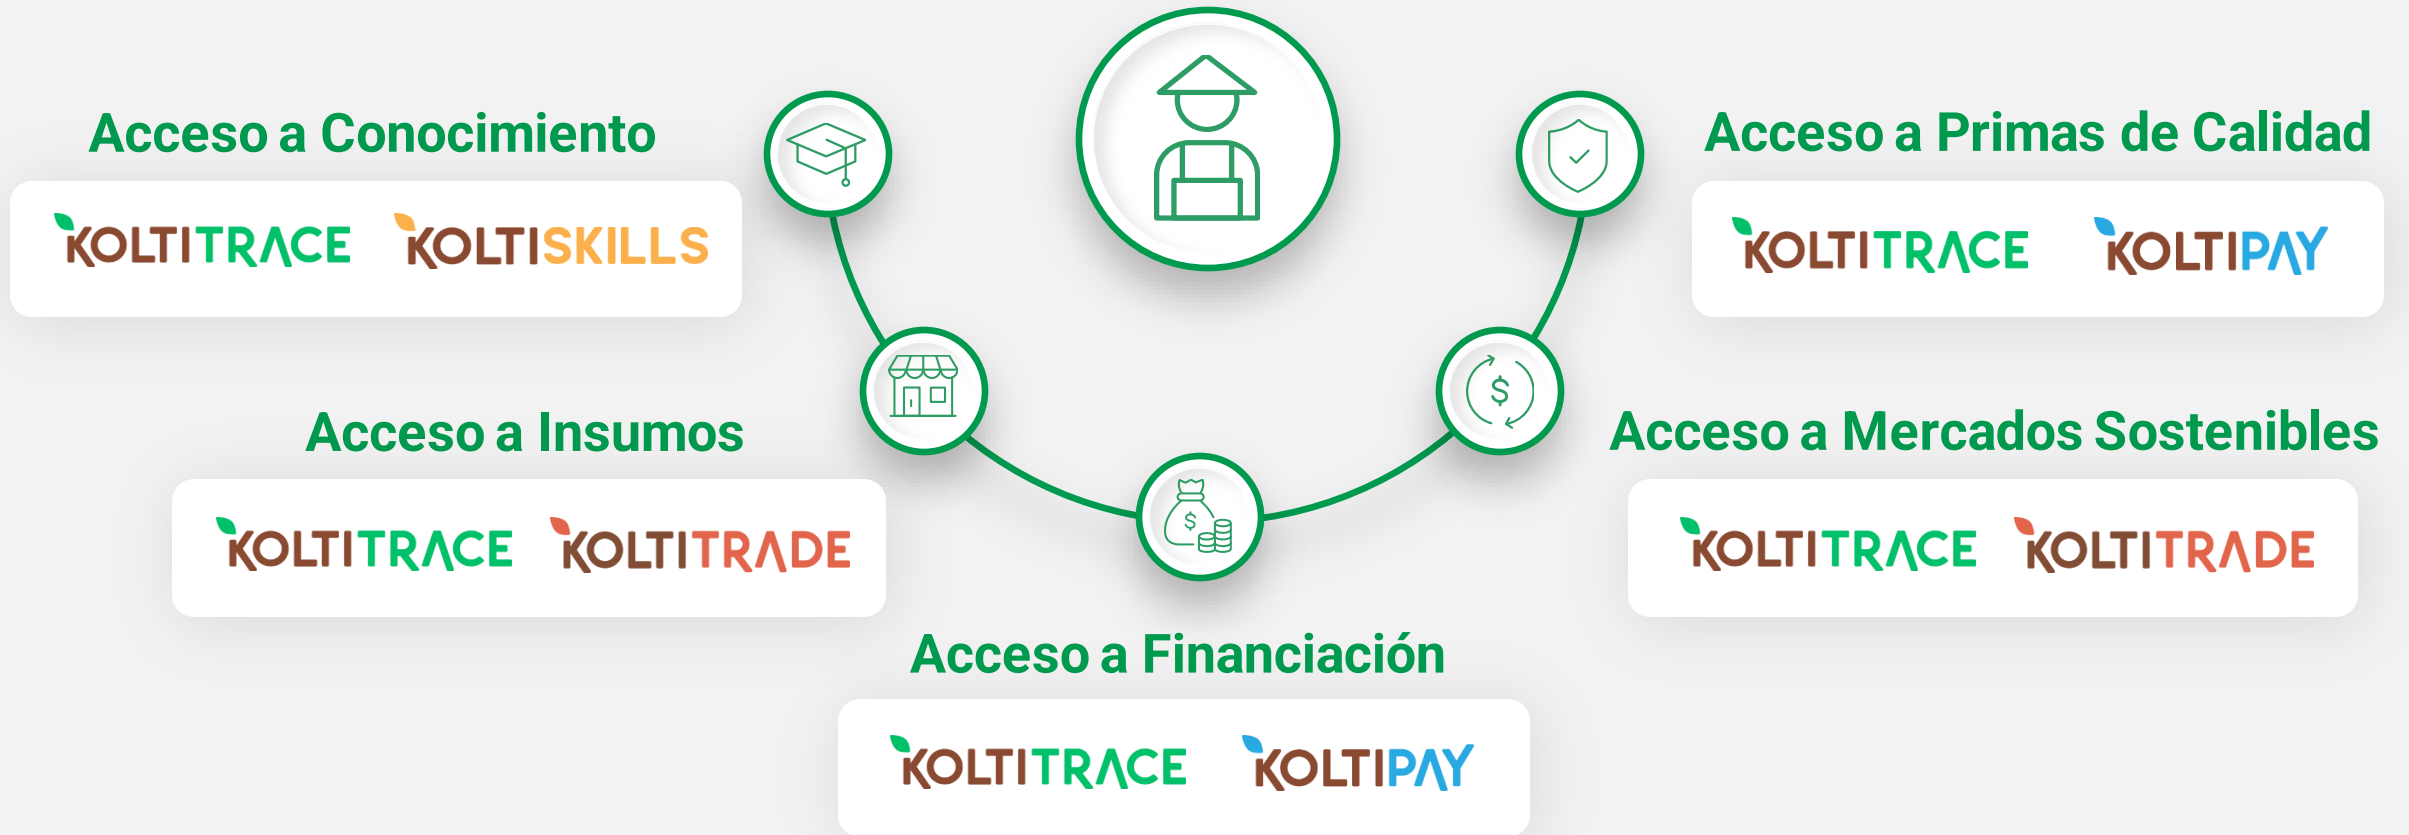 Acceso a Conocimiento
KOLTITRACE KOLTISKILLS
Acceso a Insumos
KOLTITRACE KOLTITRADE
Acceso a Financiación
KOLTITRACE KOLTIPAY
Acceso a Primas de Calidad
KOLTITRACE KOLTIPAY
Acceso a Mercados Sostenibles
KOLTITRACE KOLTITRADE
$
$